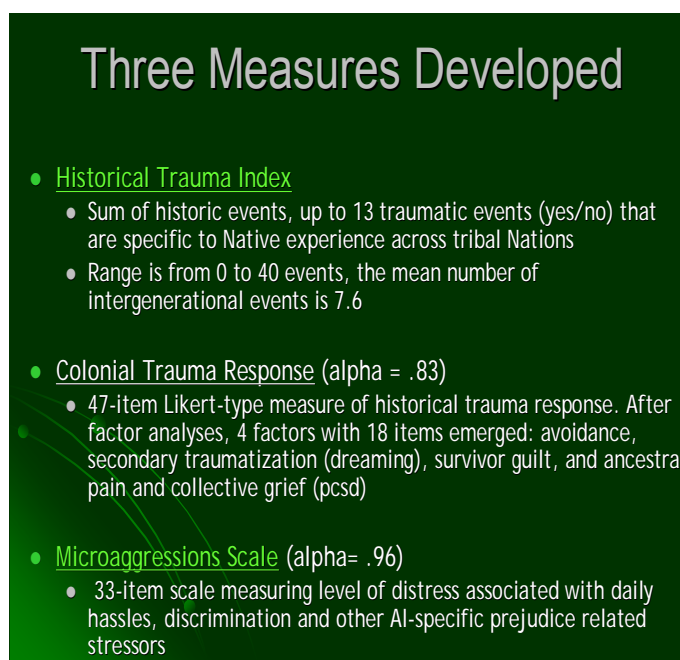 Three Measures Developed
• Historical Trauma Index
• Sum of historic events, up to 13 traumatic events (yes/no) that
are specific to Native experience across tribal Nations
• Range is from 0 to 40 events, the mean number of
intergenerational events is 7.6
• Colonial Trauma Response (alpha = .83)
• 47-item Likert-type measure of historical trauma response. After
factor analyses, 4 factors with 18 items emerged: avoidance,
secondary traumatization (dreaming), survivor guilt, and ancestra
pain and collective grief (pcsd)
• Microaggressions Scale (alpha= .96)
• 33-item scale measuring level of distress associated with daily
hassles, discrimination and other AI-specific prejudice related
stressors